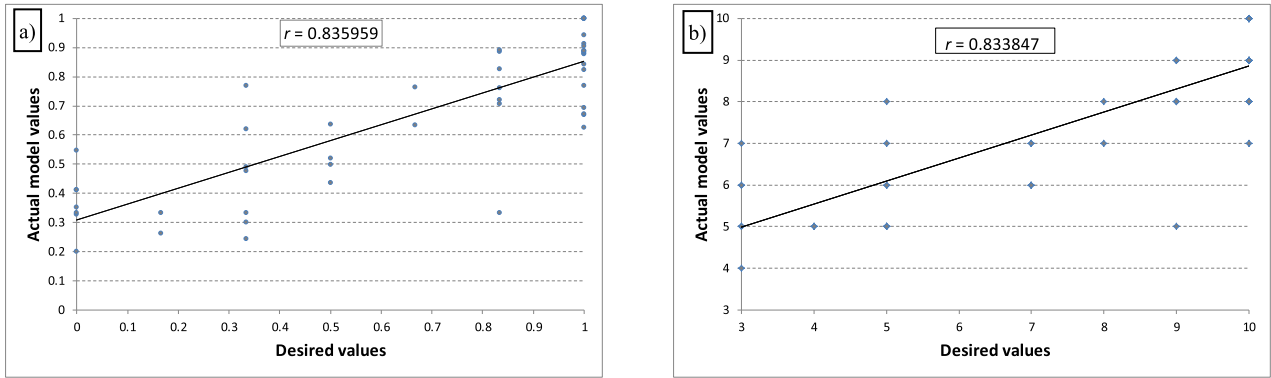 a)
r = 0.835959
Actual model values
1
0.9
0.8
0.7
0.6
0.5
0.4
0.3
0.2
0.1
0
0 0.1 0.2 0.3 0.4 0.5 0.6 0.7 0.8 0.9 1
Desired values
b)
r = 0.833847
Actual model values
10
9
8
7
6
5
4
3
3 4 5 6 7 8 9 10
Desired values